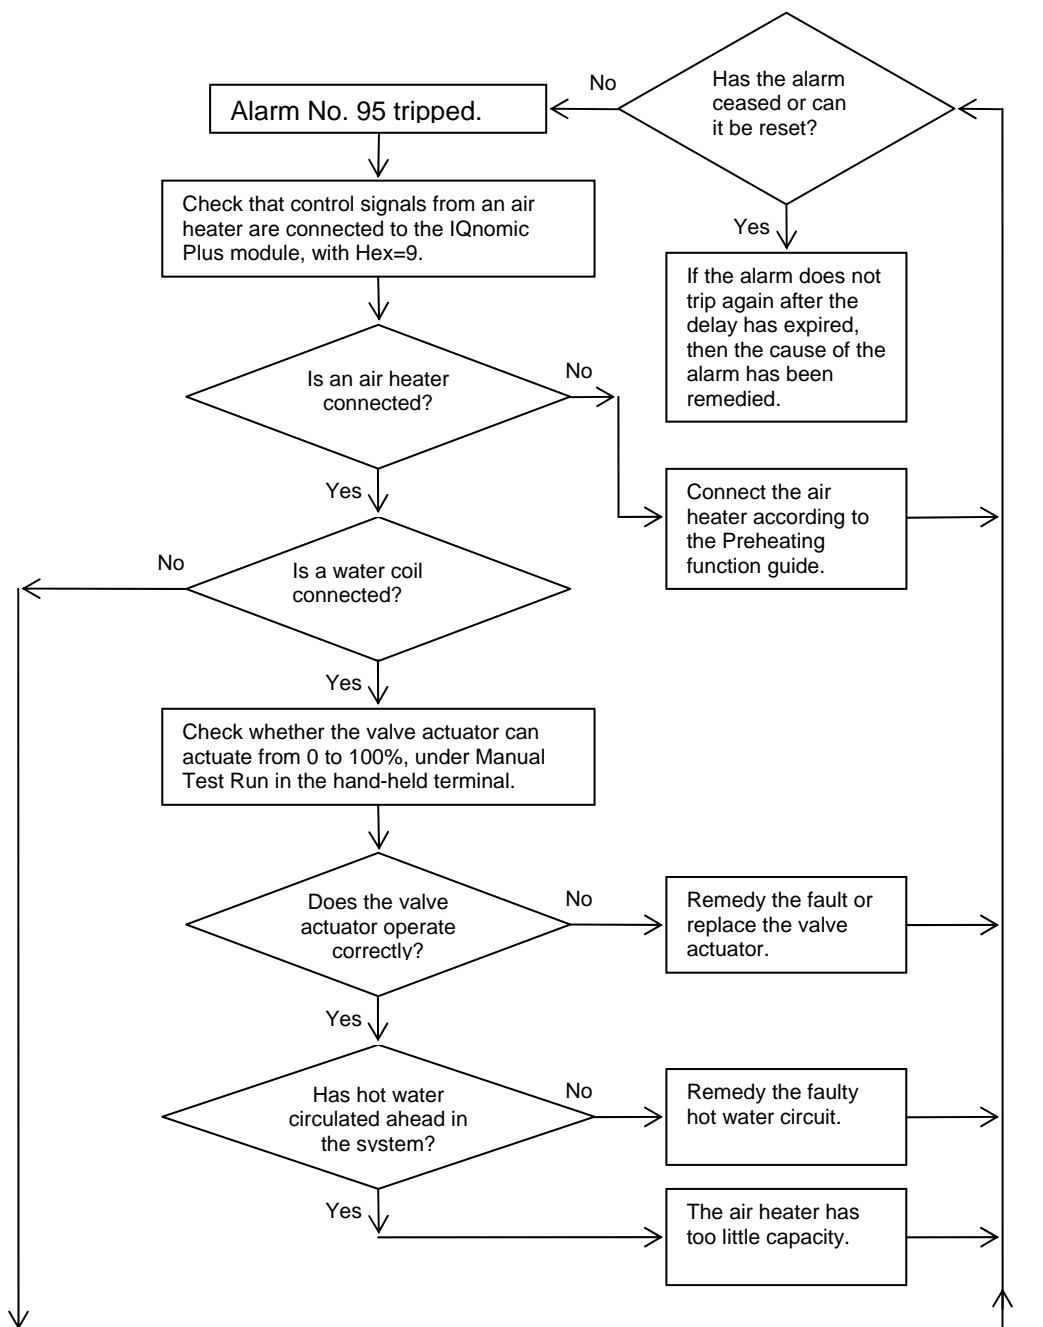 Alarm No. 95 tripped.
No
Has the alarm
ceased or can
it be reset?
Yes
If the alarm does not
trip again after the
delay has expired,
then the cause of the
alarm has been
remedied.
Check that control signals from an air
heater are connected to the IQnomic
Plus module, with Hex=9.
Is an air heater
connected?
No
Connect the air
heater according to
the Preheating
function guide.
Yes
Is a water coil
connected?
No
Yes
Check whether the valve actuator can
actuate from 0 to 100%, under Manual
Test Run in the hand-held terminal.
Does the valve
actuator operate
correctly?
No
Remedy the fault or
replace the valve
actuator.
Yes
Has hot water
circulated ahead in
the system?
No
Remedy the faulty
hot water circuit.
Yes
The air heater has
too little capacity.